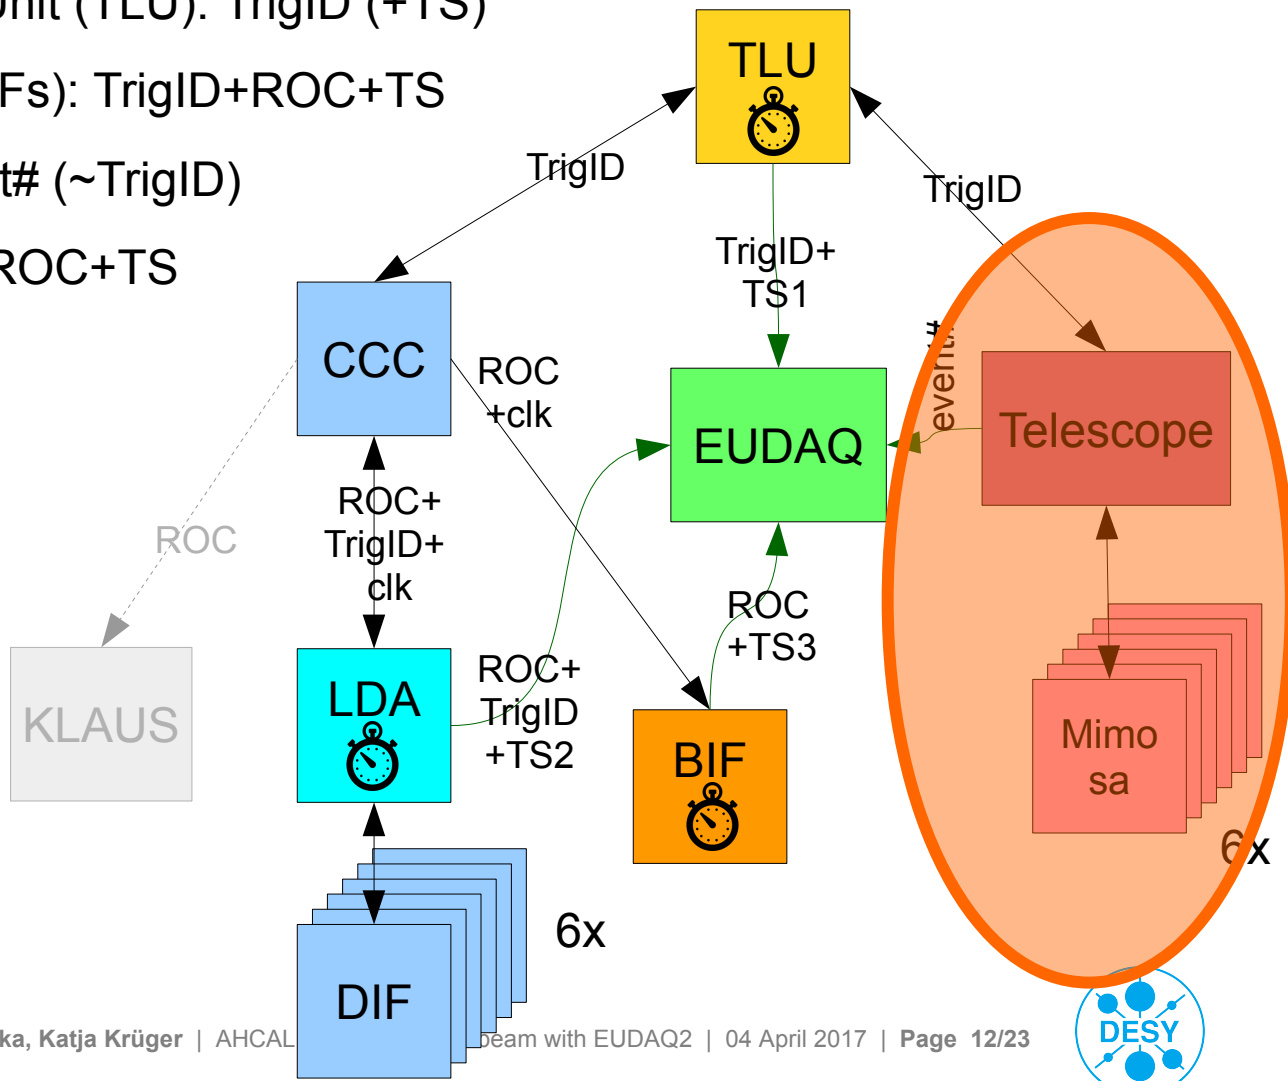 Unit (TLU): TrigID (+TS)
Fs): TrigID+ROC+TS
t# (~TrigID)
ROC+TS
TLU
TrigID
TrigID
TrigID+
TS1
event#
CCC
ROC
+clk
EUDAQ
Telescope
ROC+
TrigID+
clk
ROC
ROC
+TS3
KLAUS
LDA
ROC+
TrigID
+TS2
BIF
Mimo
sa
6x
6x
DIF
ka, Katja Krüger | AHCAL beam with EUDAQ2 | 04 April 2017 | Page 12/23
DESY